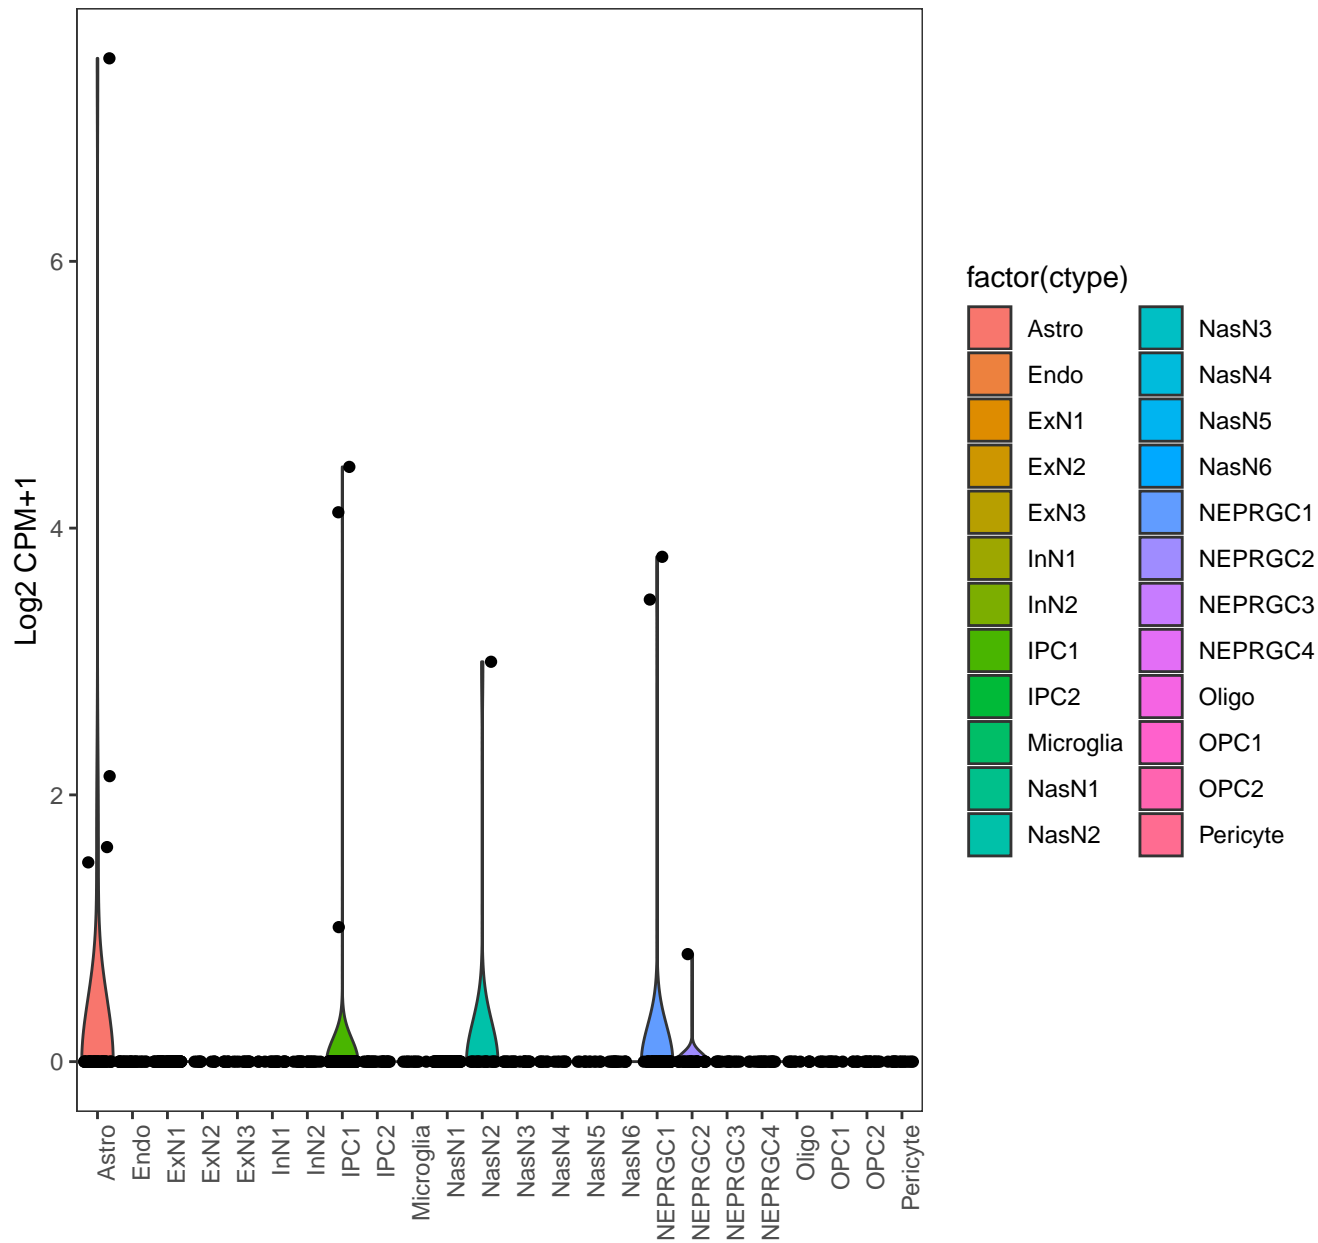 6
4
2
0
Log2 CPM+1
Astro
Endo
ExN1
ExN2
ExN3
InN1
InN2
IPC1
IPC2
Microglia
NasN1
NasN2
NasN3
NasN4
NasN5
NasN6
NEPRGC1
NEPRGC2
NEPRGC3
NEPRGC4
Oligo
OPC1
OPC2
Pericyte
factor(ctype)
Astro
Endo
ExN1
ExN2
ExN3
InN1
InN2
IPC1
IPC2
Microglia
NasN1
NasN2
NasN3
NasN4
NasN5
NasN6
NEPRGC1
NEPRGC2
NEPRGC3
NEPRGC4
Oligo
OPC1
OPC2
Pericyte